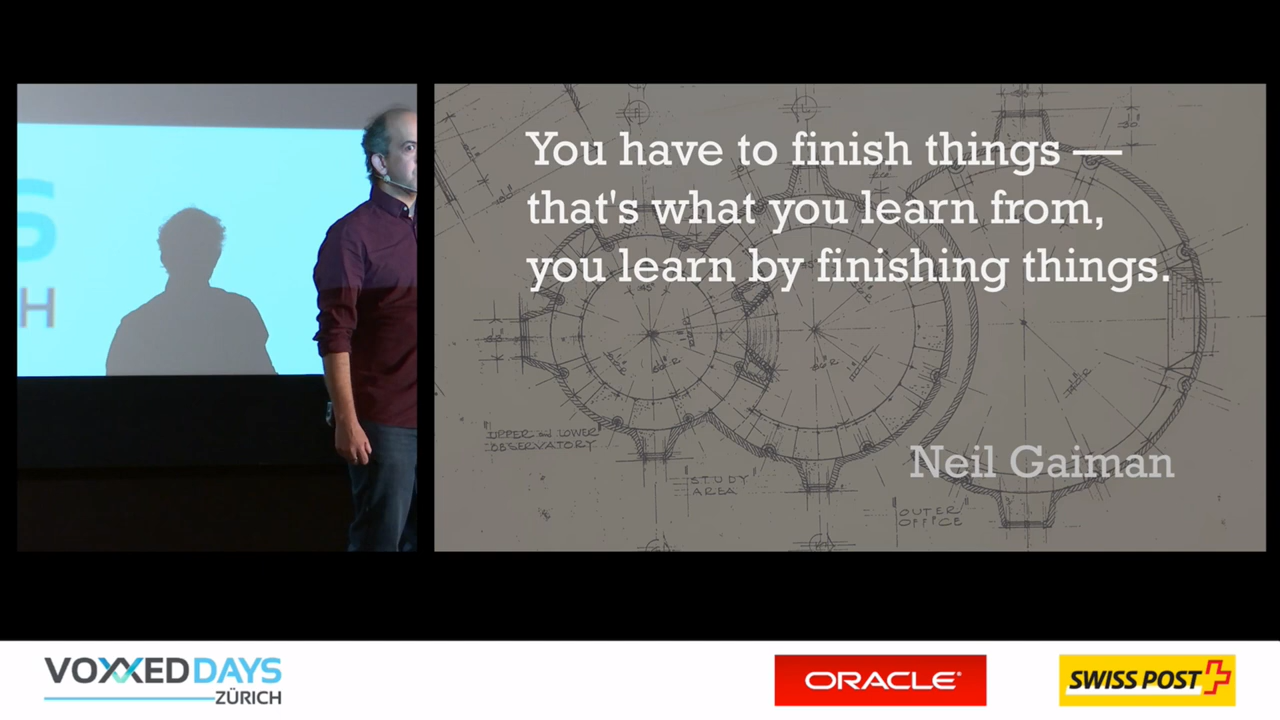 S
H
You have to finish things —
that's what you learn from,
you learn by finishing things.
Neil Gaiman
UPPER and LOWER
OBSERVATORY
STUDY
AREA
OUTER
OFFICE
VOXXED DAYS
ZÜRICH
ORACLE
SWISS POST